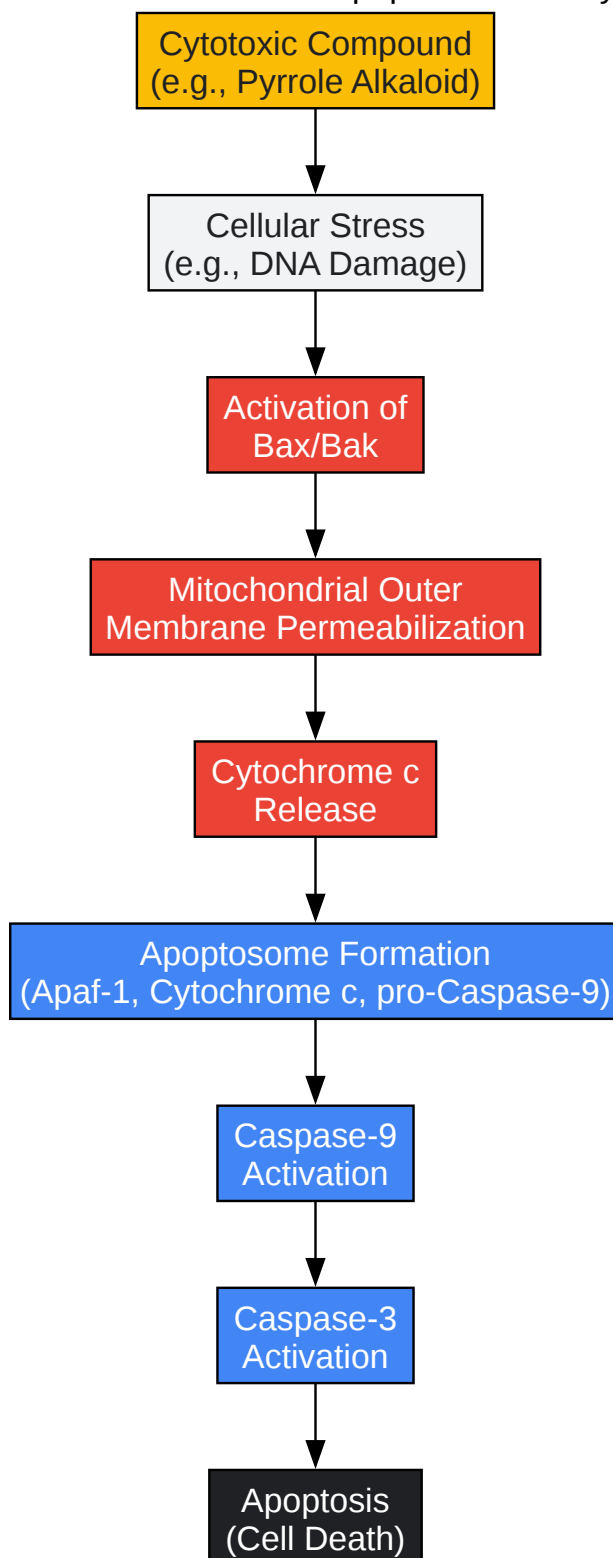 Cytotoxic Compound
(e.g., Pyrrole Alkaloid)
Cellular Stress
(e.g., DNA Damage)
Activation of
Bax/Bak
Mitochondrial Outer
Membrane Permeabilization
Cytochrome c
Release
Apoptosome Formation
(Apaf-1, Cytochrome c, pro-Caspase-9)
Caspase-9
Activation
Caspase-3
Activation
Apoptosis
(Cell Death)